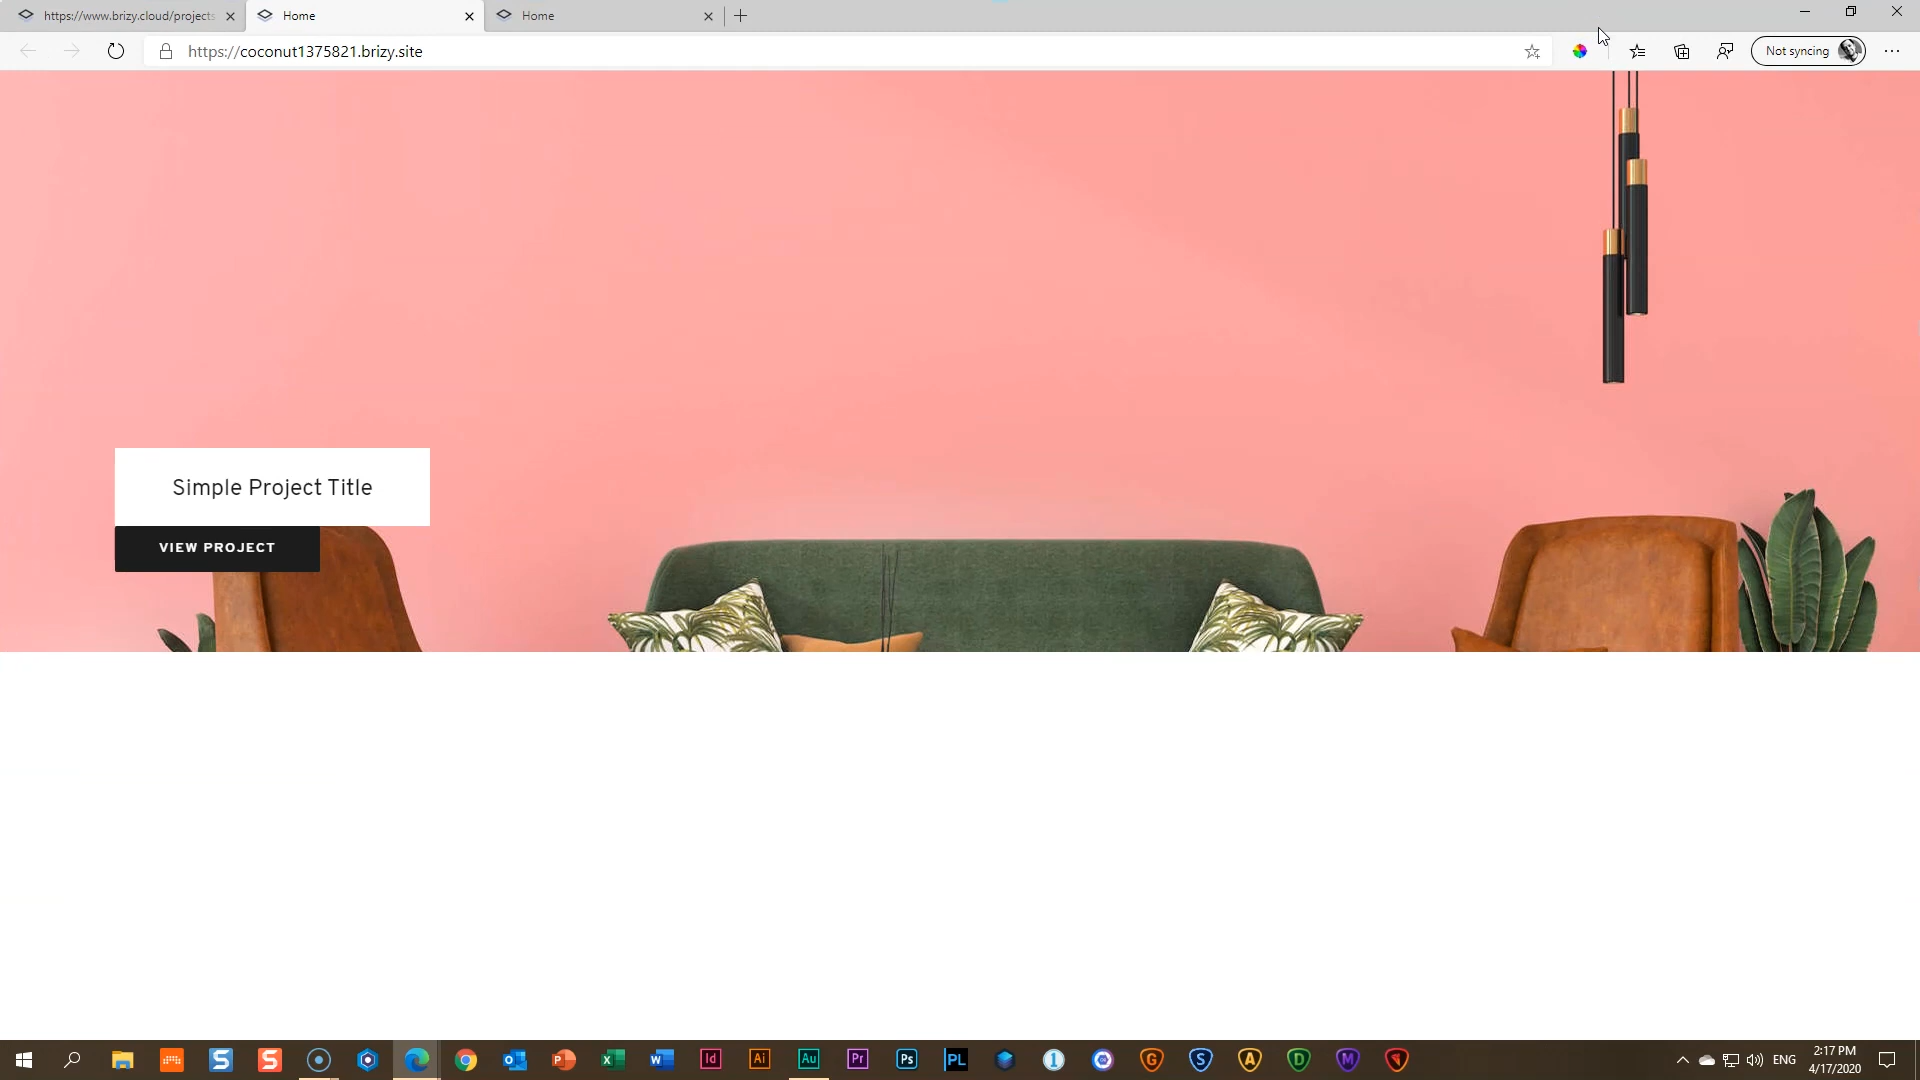 https://www.brizy.cloud/projects
Home
Home
https://coconut1375821.brizy.site
Not syncing
Simple Project Title
VIEW PROJECT
ENG
2:17 PM
4/17/2020